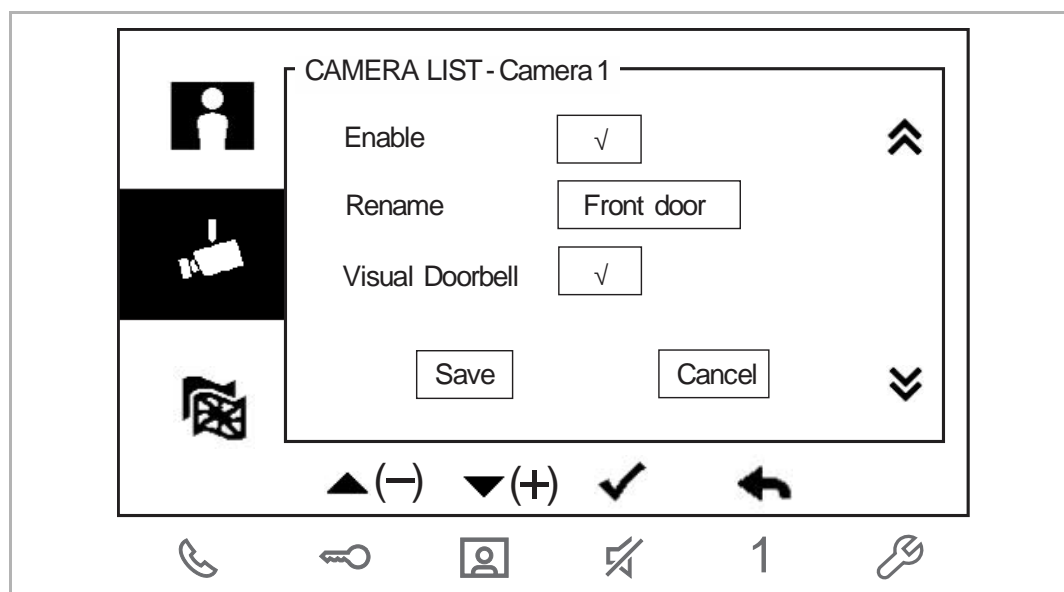 CAMERA LIST - Camera 1
Enable √
Rename Front door
Visual Doorbell √
Save Cancel
(−) (+)
1